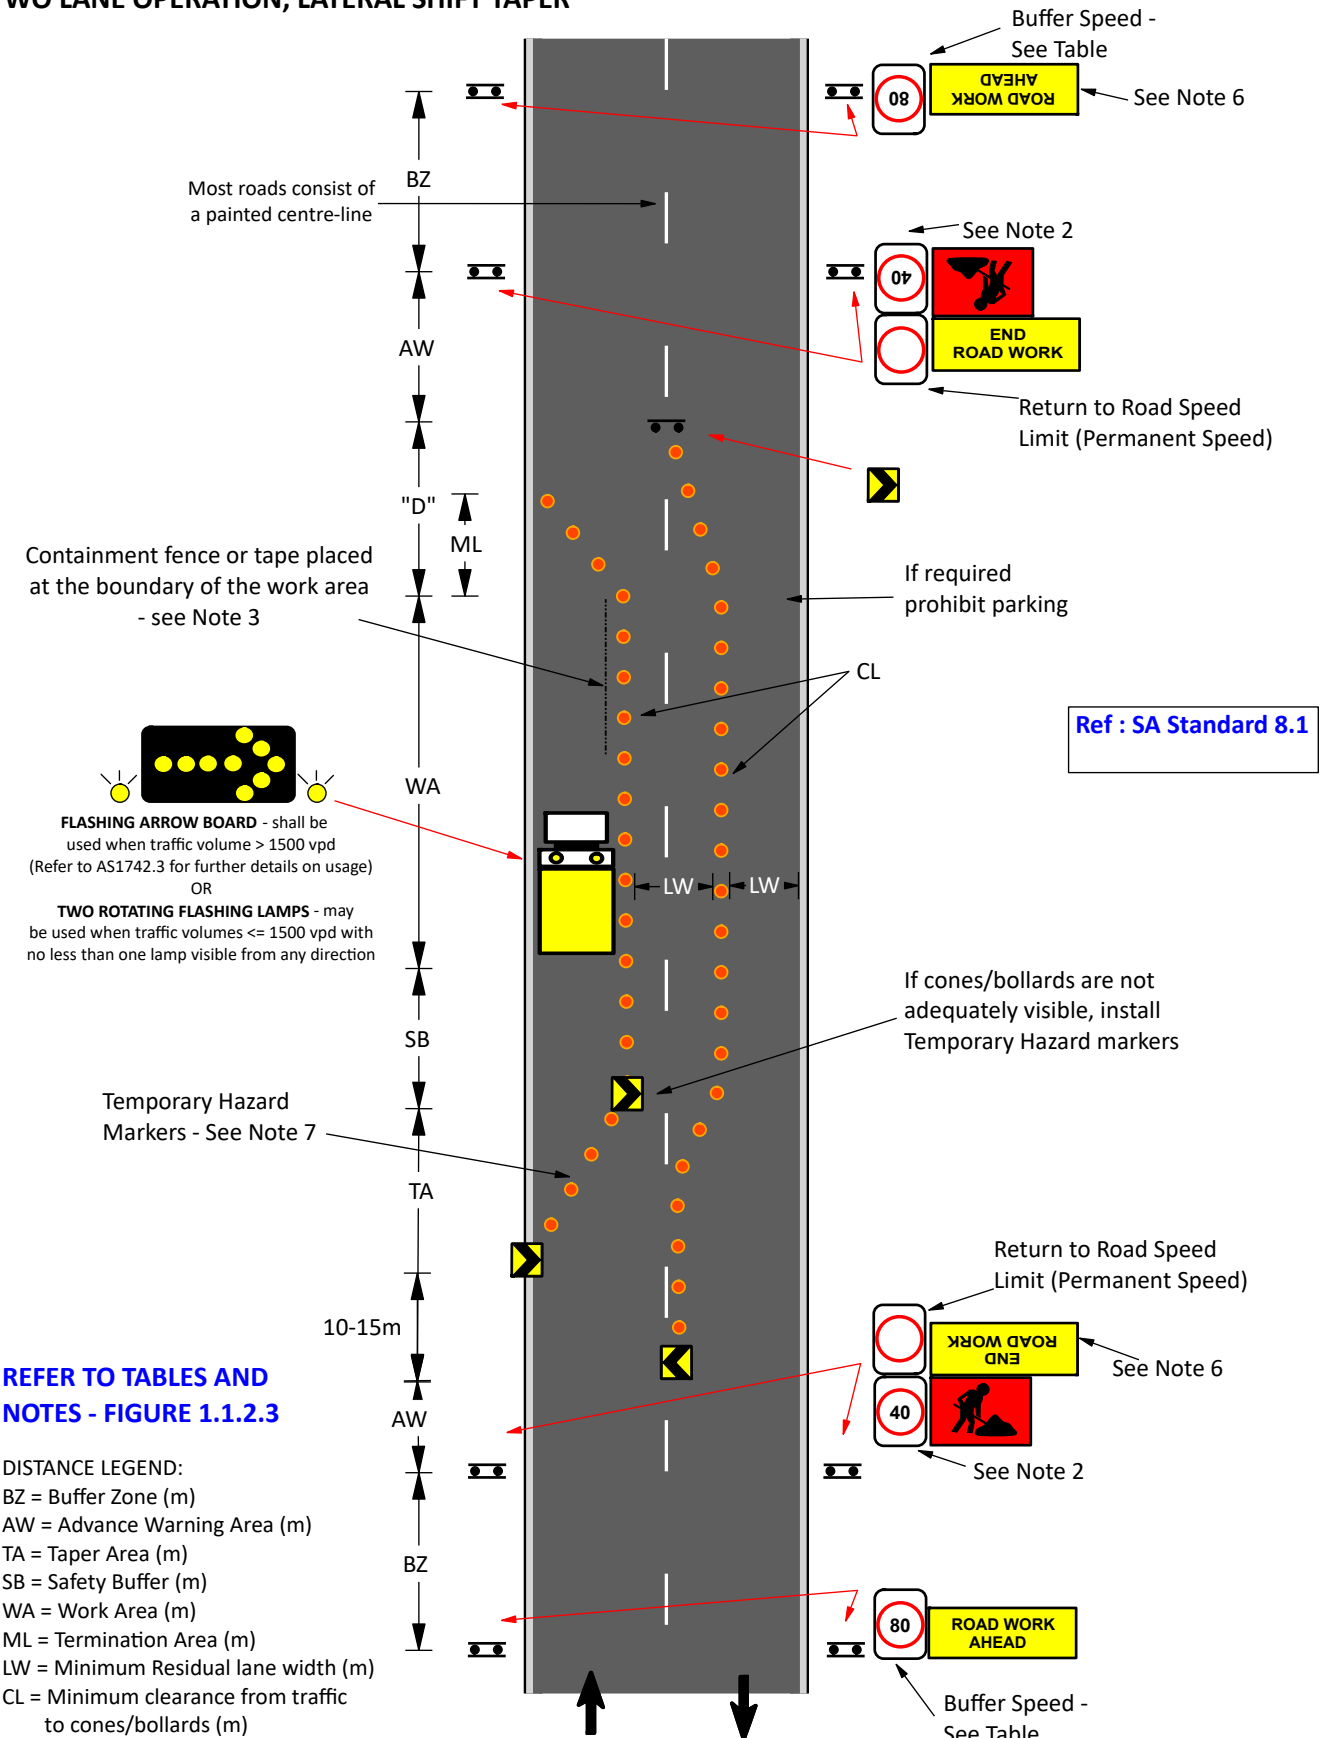 WO LANE OPERATION, LATERAL SHIFT TAPER
Buffer Speed -
See Table
80
ROAD WORK
AHEAD
See Note 6
BZ
Most roads consist of
a painted centre-line
See Note 2
40
END
ROAD WORK
AW
Return to Road Speed
Limit (Permanent Speed)
"D"
ML
Containment fence or tape placed
at the boundary of the work area
- see Note 3
If required
prohibit parking
CL
Ref : SA Standard 8.1
WA
FLASHING ARROW BOARD - shall be
used when traffic volume > 1500 vpd
(Refer to AS1742.3 for further details on usage)
OR
TWO ROTATING FLASHING LAMPS - may
be used when traffic volumes <= 1500 vpd with
no less than one lamp visible from any direction
LW
LW
If cones/bollards are not
adequately visible, install
Temporary Hazard markers
SB
Temporary Hazard
Markers - See Note 7
TA
Return to Road Speed
Limit (Permanent Speed)
10-15m
END
ROAD WORK
See Note 6
REFER TO TABLES AND
NOTES - FIGURE 1.1.2.3
AW
40
See Note 2
DISTANCE LEGEND:
BZ = Buffer Zone (m)
AW = Advance Warning Area (m)
TA = Taper Area (m)
SB = Safety Buffer (m)
WA = Work Area (m)
ML = Termination Area (m)
LW = Minimum Residual lane width (m)
CL = Minimum clearance from traffic
to cones/bollards (m)
BZ
80
ROAD WORK
AHEAD
Buffer Speed -
See Table